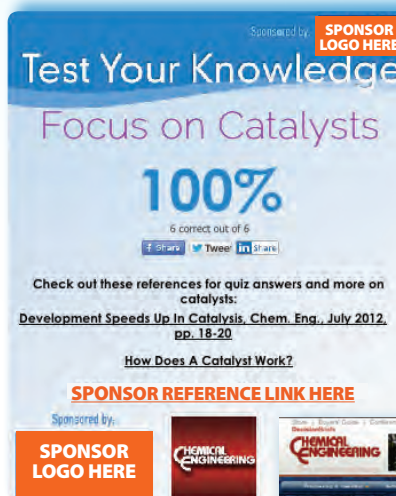 Sponsored by:
SPONSOR
LOGO HERE
Test Your Knowledge
Focus on Catalysts
100%
6 correct out of 6
Share
Tweet
Share
Check out these references for quiz answers and more on
catalysts:
Development Speeds Up In Catalysis, Chem. Eng., July 2012,
pp. 18-20
How Does A Catalyst Work?
SPONSOR REFERENCE LINK HERE
Sponsored by:
SPONSOR
LOGO HERE
CHEMICAL
ENGINEERING
CHEMICAL
ENGINEERING